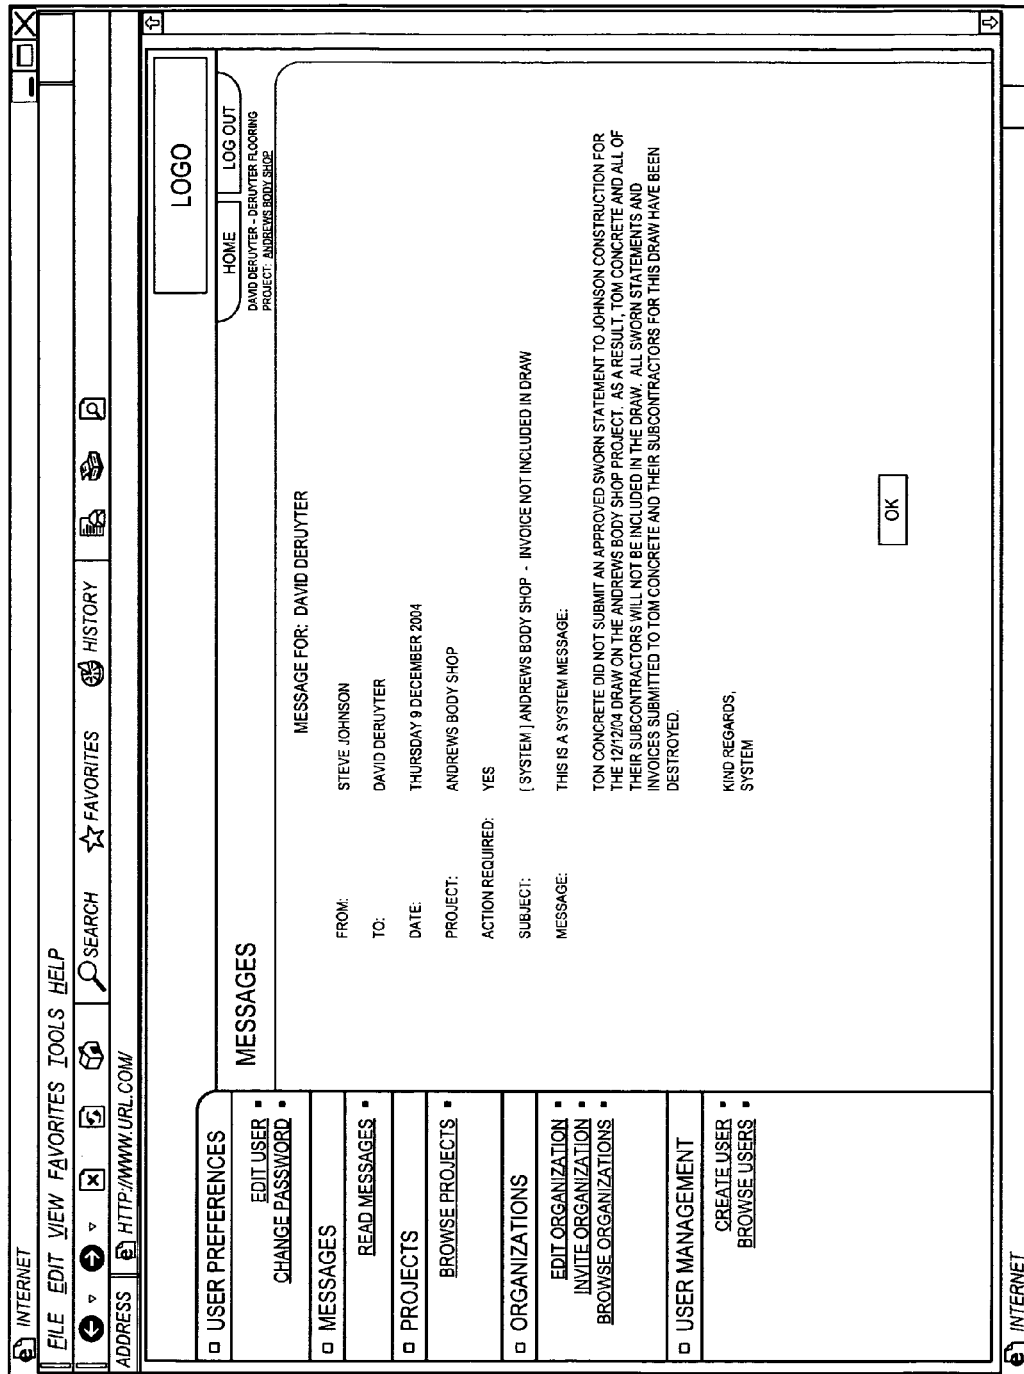 INTERNET
FILE EDIT VIEW FAVORITES TOOLS HELP
SEARCH FAVORITES HISTORY
ADDRESS HTTP://WWW.URL.COM/
LOGO
HOME LOG OUT
DAVID DERUYTER - DERUYTER FLOORING
PROJECT: ANDREWS BODY SHOP
USER PREFERENCES
EDIT USER
CHANGE PASSWORD
MESSAGES
READ MESSAGES
PROJECTS
BROWSE PROJECTS
ORGANIZATIONS
EDIT ORGANIZATION
INVITE ORGANIZATION
BROWSE ORGANIZATIONS
USER MANAGEMENT
CREATE USER
BROWSE USERS
MESSAGES
MESSAGE FOR: DAVID DERUYTER
FROM: STEVE JOHNSON
TO: DAVID DERUYTER
DATE: THURSDAY 9 DECEMBER 2004
PROJECT: ANDREWS BODY SHOP
ACTION REQUIRED: YES
SUBJECT: [ SYSTEM ] ANDREWS BODY SHOP - INVOICE NOT INCLUDED IN DRAW
MESSAGE: THIS IS A SYSTEM MESSAGE:
TON CONCRETE DID NOT SUBMIT AN APPROVED SWORN STATEMENT TO JOHNSON CONSTRUCTION FOR
THE 12/12/04 DRAW ON THE ANDREWS BODY SHOP PROJECT. AS A RESULT, TOM CONCRETE AND ALL OF
THEIR SUBCONTRACTORS WILL NOT BE INCLUDED IN THE DRAW. ALL SWORN STATEMENTS AND
INVOICES SUBMITTED TO TOM CONCRETE AND THEIR SUBCONTRACTORS FOR THIS DRAW HAVE BEEN
DESTROYED.
KIND REGARDS,
SYSTEM
OK
INTERNET